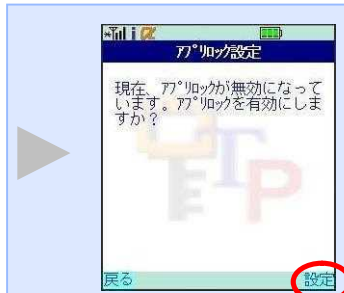 i α
アプリロック設定
現在、アプリロックが無効になって
います。アプリロックを有効にしま
すか?
OTP
戻る
設定